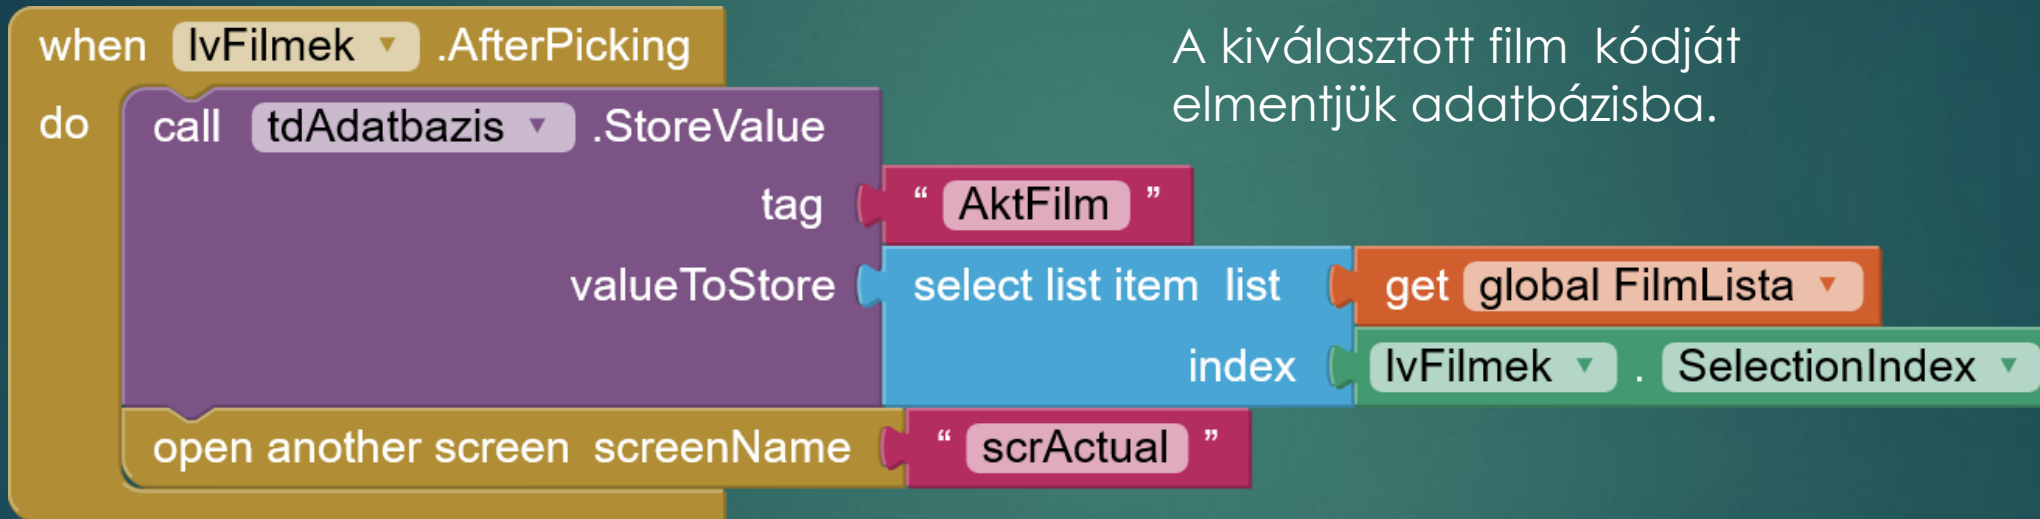 when lvFilmek .AfterPicking
A kiválasztott film kódját
elmentjük adatbázisba.
do call tdAdatbazis .StoreValue
tag " AktFilm "
valueToStore select list item list get global FilmLista
index lvFilmek . SelectionIndex
open another screen screenName " scrActual "